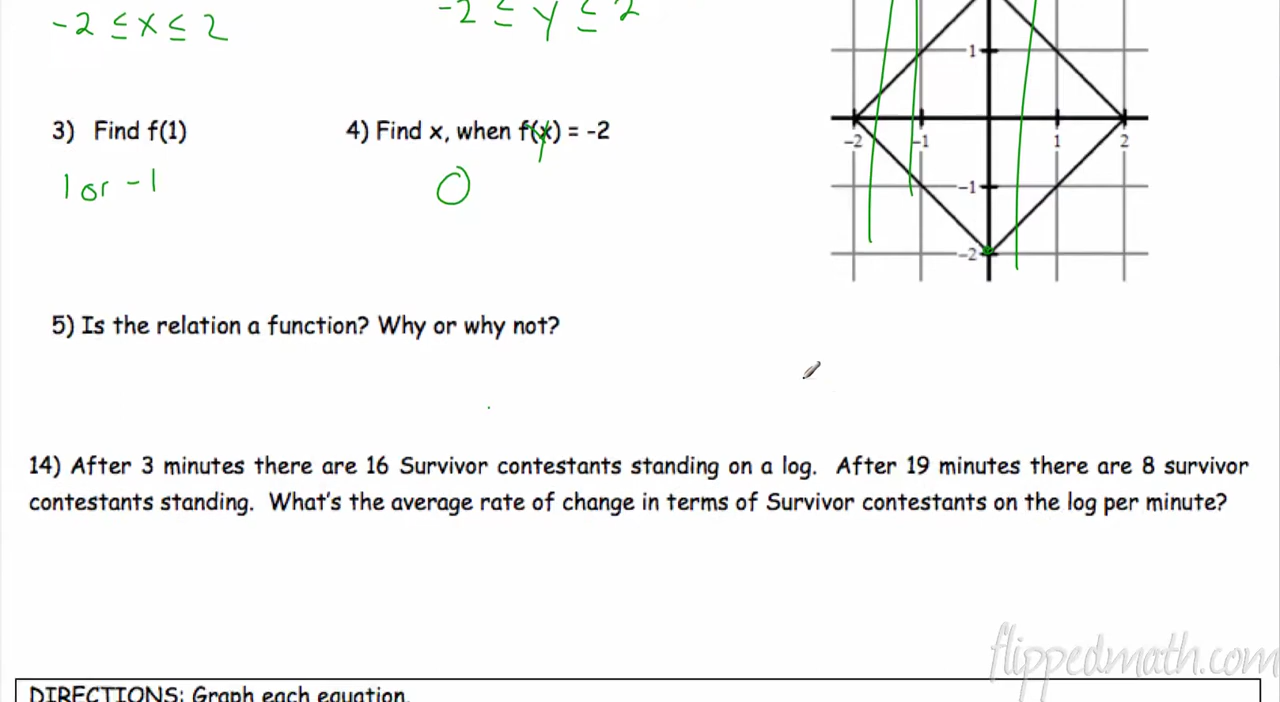 -2 ≤ x ≤ 2
-2 ≤ y ≤ 2
3) Find f(1)
4) Find x, when f(x) = -2
1 or -1
0
1
-2
-1
1
2
-1
-2
5) Is the relation a function? Why or why not?
14) After 3 minutes there are 16 Survivor contestants standing on a log. After 19 minutes there are 8 survivor
contestants standing. What's the average rate of change in terms of Survivor contestants on the log per minute?
flippedmath.com
DIRECTIONS: Graph each equation.